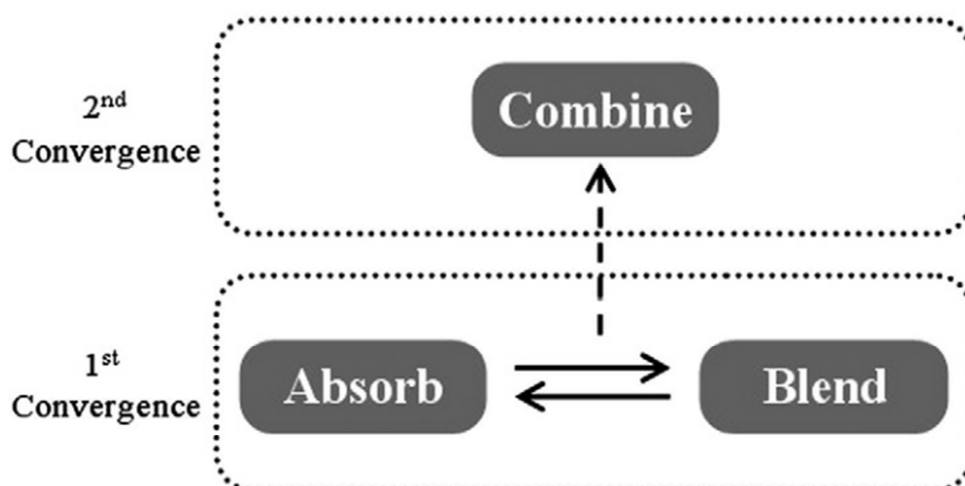 2nd
Convergence
Combine
1st
Convergence
Absorb
Blend